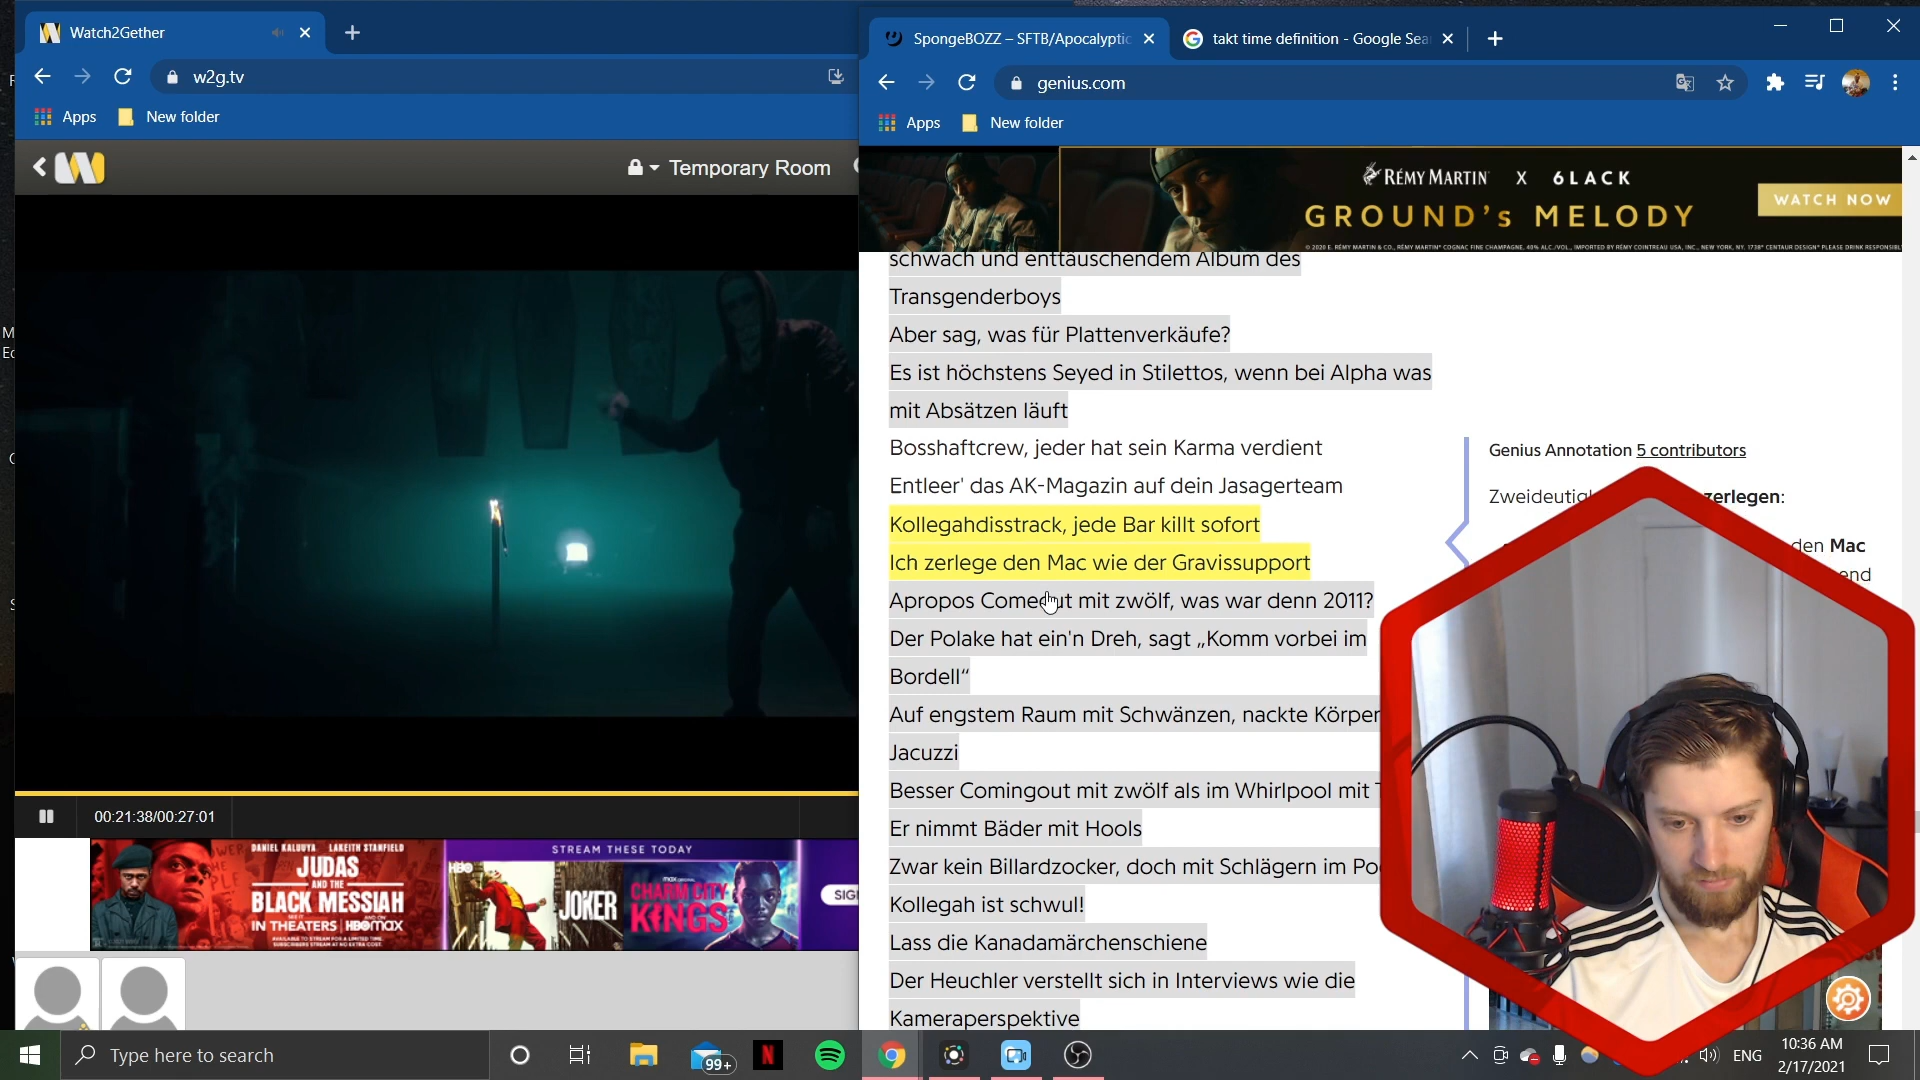 Watch2Gether
w2g.tv
Apps
New folder
Temporary Room
00:21:38/00:27:01
DANIEL KALUUYA LAKEITH STANFIELD
JUDAS
AND THE
BLACK MESSIAH
IN THEATERS HBOMAX
STREAM THESE TODAY
HBO
JOKER
CHARM CITY
KINGS
SIG
SpongeBOZZ – SFTB/Apocalyptic
takt time definition - Google Sea
genius.com
Apps
New folder
RÉMY MARTIN X 6LACK
GROUND's MELODY
WATCH NOW
schwach und enttäuschendem Album des
Transgenderboys
Aber sag, was für Plattenverkäufe?
Es ist höchstens Seyed in Stilettos, wenn bei Alpha was
mit Absätzen läuft
Bosshaftcrew, jeder hat sein Karma verdient
Entleer' das AK-Magazin auf dein Jasagerteam
Kollegahdisstrack, jede Bar killt sofort
Ich zerlege den Mac wie der Gravissupport
Apropos Comeout mit zwölf, was war denn 2011?
Der Polake hat ein'n Dreh, sagt „Komm vorbei im
Bordell“
Auf engstem Raum mit Schwänzen, nackte Körper
Jacuzzi
Besser Comingout mit zwölf als im Whirlpool mit T
Er nimmt Bäder mit Hools
Zwar kein Billardzocker, doch mit Schlägern im Po
Kollegah ist schwul!
Lass die Kanadamärchenschiene
Der Heuchler verstellt sich in Interviews wie die
Kameraperspektive
Genius Annotation 5 contributors
zerlegen:
den Mac
end
Type here to search
99+
ENG
10:36 AM
2/17/2021